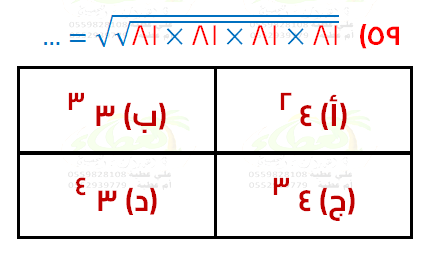 ٥٩) √√٨١ × ٨١ × ٨١ × ٨١ = ...
(أ) ٤ ٢
(ب) ٣ ٣
(ج) ٤ ٣
(د) ٣ ٤